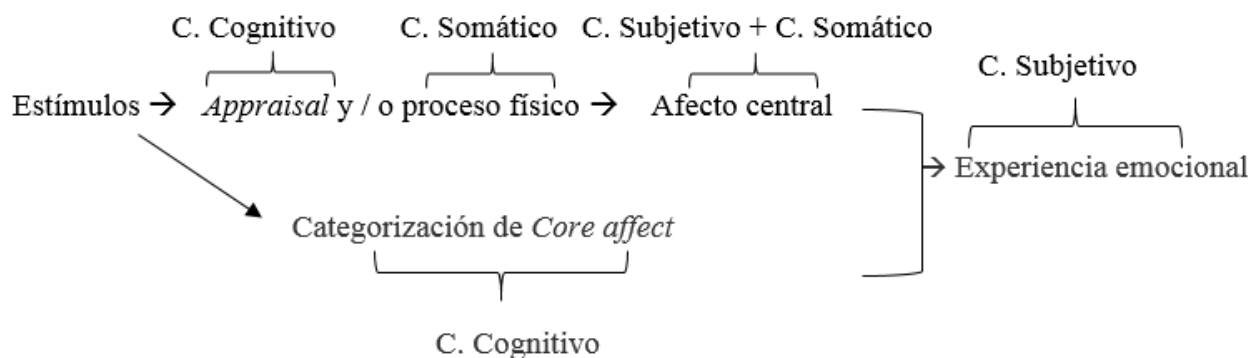 C. Cognitivo C. Somático C. Subjetivo + C. Somático
C. Subjetivo
Estímulos → Appraisal y / o proceso físico → Afecto central
→ Experiencia emocional
Categorización de Core affect
C. Cognitivo